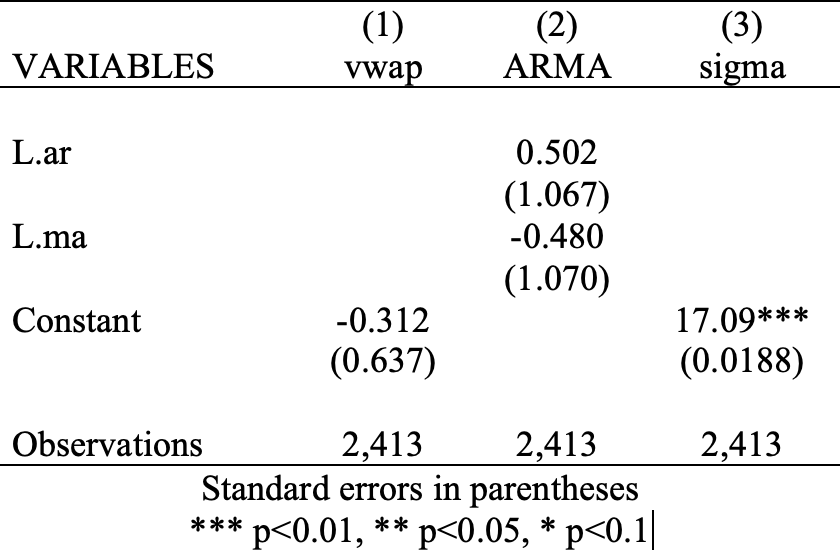 (1) (2) (3)
VARIABLES vwap ARMA sigma
L.ar 0.502
(1.067)
L.ma -0.480
(1.070)
Constant -0.312 17.09***
(0.637) (0.0188)
Observations 2,413 2,413 2,413
Standard errors in parentheses
*** p<0.01, ** p<0.05, * p<0.1